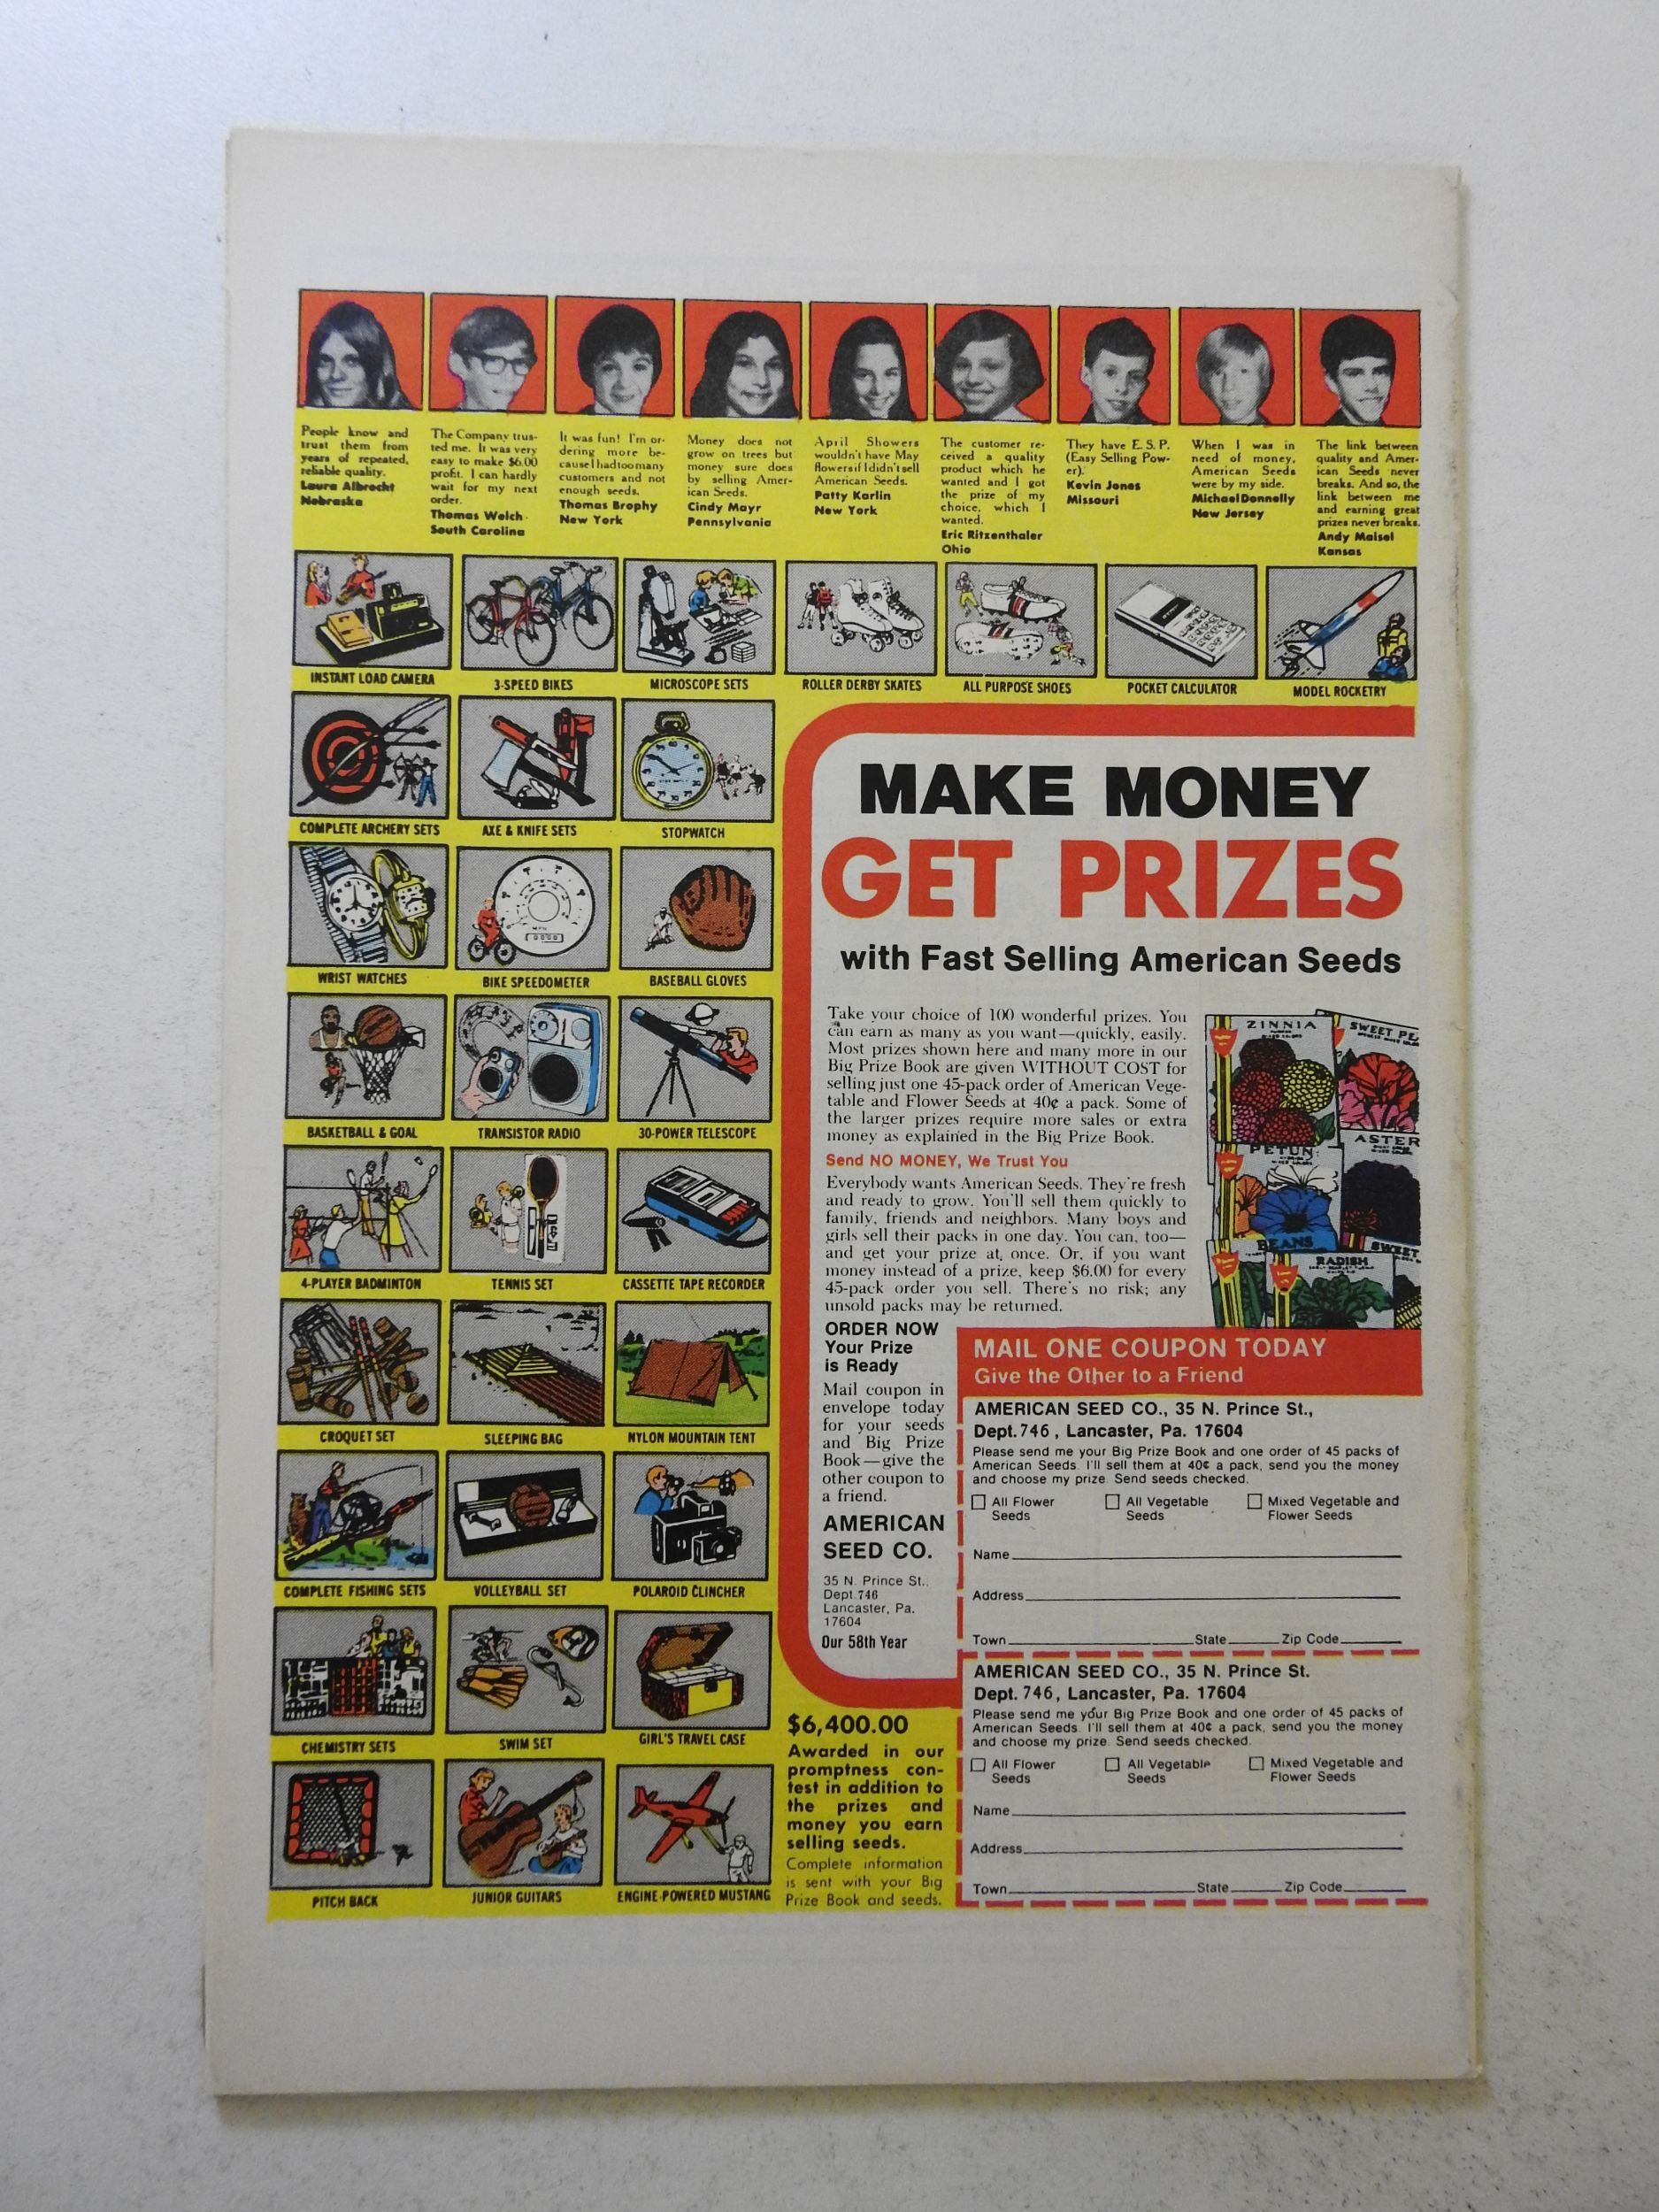 People know and
trust them from
years of repeated,
reliable quality.
Laura Albrecht
Nebraska
The Company trus-
ted me. It was very
easy to make $6.00
profit. I can hardly
wait for my next
order.
Thomas Welch
South Carolina
It was fun! I'm or-
dering more be-
cause I had too many
customers and not
enough seeds.
Thomas Brophy
New York
Money does not
grow on trees but
money sure does
by selling Amer-
ican Seeds.
Cindy Mayr
Pennsylvania
April Showers
wouldn't have May
flowers if I didn't sell
American Seeds.
Patty Karlin
New York
The customer re-
ceived a quality
product which he
wanted and I got
the prize of my
choice, which I
wanted.
Eric Ritzenthaler
Ohio
They have E.S.P.
(Easy Selling Pow-
er).
Kevin Jones
Missouri
When I was in
need of money,
American Seeds
were by my side.
Michael Donnelly
New Jersey
The link between
quality and Amer-
ican Seeds never
breaks. And so, the
link between me
and earning great
prizes never breaks.
Andy Maisel
Kansas
INSTANT LOAD CAMERA
3-SPEED BIKES
MICROSCOPE SETS
ROLLER DERBY SKATES
ALL PURPOSE SHOES
POCKET CALCULATOR
MODEL ROCKETRY
COMPLETE ARCHERY SETS
AXE & KNIFE SETS
STOPWATCH
WRIST WATCHES
BIKE SPEEDOMETER
BASEBALL GLOVES
BASKETBALL & GOAL
TRANSISTOR RADIO
30-POWER TELESCOPE
4-PLAYER BADMINTON
TENNIS SET
CASSETTE TAPE RECORDER
CROQUET SET
SLEEPING BAG
NYLON MOUNTAIN TENT
COMPLETE FISHING SETS
VOLLEYBALL SET
POLAROID CLINCHER
CHEMISTRY SETS
SWIM SET
GIRL'S TRAVEL CASE
PITCH BACK
JUNIOR GUITARS
ENGINE-POWERED MUSTANG
MAKE MONEY
GET PRIZES
with Fast Selling American Seeds
Take your choice of 100 wonderful prizes. You
can earn as many as you want—quickly, easily.
Most prizes shown here and many more in our
Big Prize Book are given WITHOUT COST for
selling just one 45-pack order of American Vege-
table and Flower Seeds at 40¢ a pack. Some of
the larger prizes require more sales or extra
money as explained in the Big Prize Book.
Send NO MONEY, We Trust You
Everybody wants American Seeds. They're fresh
and ready to grow. You'll sell them quickly to
family, friends and neighbors. Many boys and
girls sell their packs in one day. You can, too—
and get your prize at once. Or, if you want
money instead of a prize, keep $6.00 for every
45-pack order you sell. There's no risk; any
unsold packs may be returned.
ZINNIA
SWEET PE
ASTER
PETUN
BEANS
RADISH
SWEET
ORDER NOW
Your Prize
is Ready
Mail coupon in
envelope today
for your seeds
and Big Prize
Book—give the
other coupon to
a friend.
AMERICAN
SEED CO.
35 N. Prince St.
Dept. 746
Lancaster, Pa.
17604
Our 58th Year
$6,400.00
Awarded in our
promptness con-
test in addition to
the prizes and
money you earn
selling seeds.
Complete information
is sent with your Big
Prize Book and seeds.
MAIL ONE COUPON TODAY
Give the Other to a Friend
AMERICAN SEED CO., 35 N. Prince St.,
Dept. 746, Lancaster, Pa. 17604
Please send me your Big Prize Book and one order of 45 packs of
American Seeds. I'll sell them at 40¢ a pack, send you the money
and choose my prize. Send seeds checked.
All Flower Seeds
All Vegetable Seeds
Mixed Vegetable and Flower Seeds
Name
Address
Town State Zip Code
AMERICAN SEED CO., 35 N. Prince St.
Dept. 746, Lancaster, Pa. 17604
Please send me your Big Prize Book and one order of 45 packs of
American Seeds. I'll sell them at 40¢ a pack, send you the money
and choose my prize. Send seeds checked.
All Flower Seeds
All Vegetable Seeds
Mixed Vegetable and Flower Seeds
Name
Address
Town State Zip Code